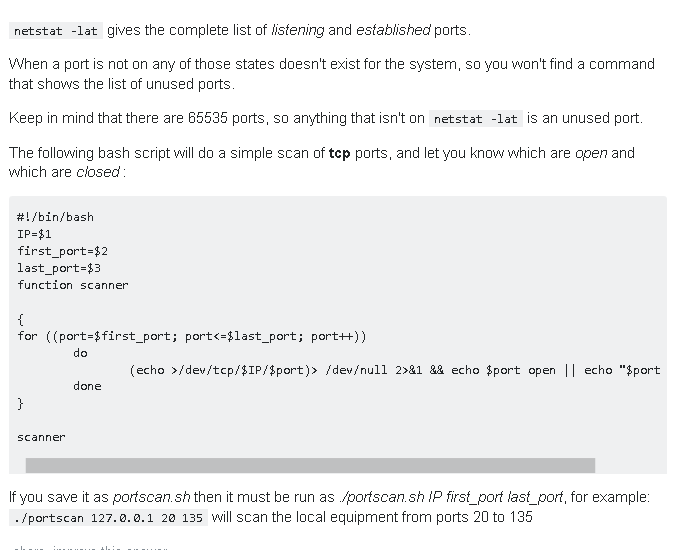 netstat -lat gives the complete list of listening and established ports.
When a port is not on any of those states doesn't exist for the system, so you won't find a command
that shows the list of unused ports.
Keep in mind that there are 65535 ports, so anything that isn't on netstat -lat is an unused port.
The following bash script will do a simple scan of tcp ports, and let you know which are open and
which are closed :
#!/bin/bash
IP=$1
first_port=$2
last_port=$3
function scanner
{
for ((port=$first_port; port<=$last_port; port++))
do
(echo >/dev/tcp/$IP/$port)> /dev/null 2>&1 && echo $port open || echo "$port
done
}
scanner
If you save it as portscan.sh then it must be run as ./portscan.sh IP first_port last_port, for example:
./portscan 127.0.0.1 20 135 will scan the local equipment from ports 20 to 135